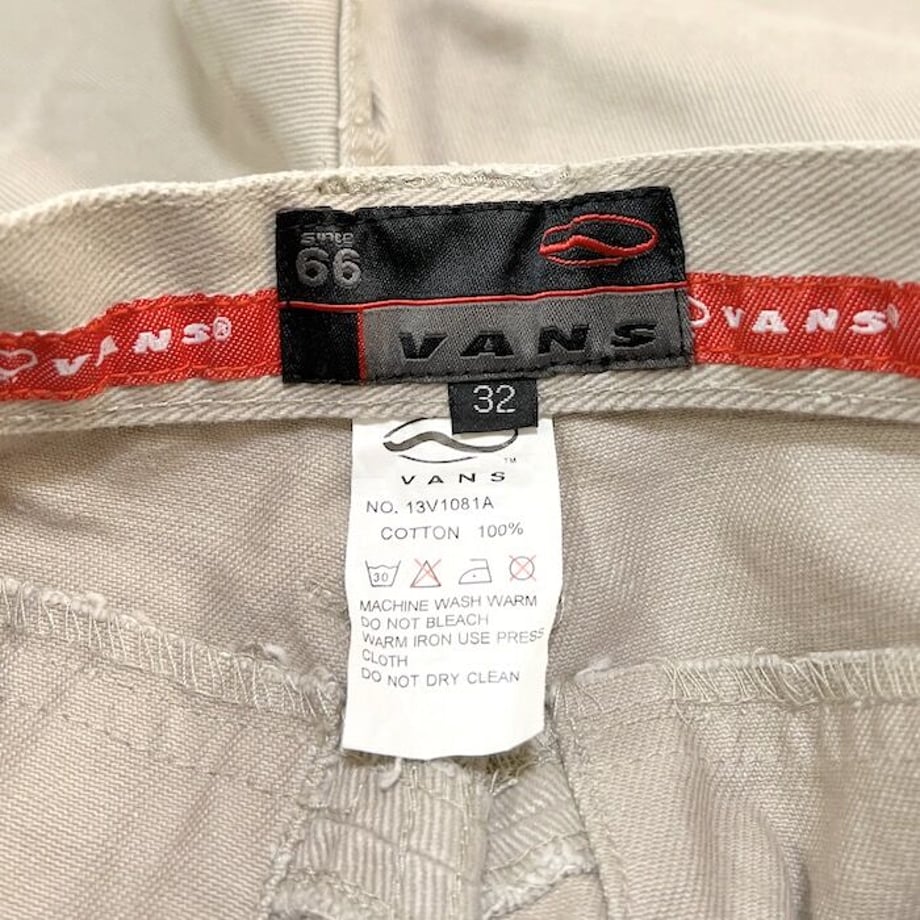 since
66
VANS
VANS®
VANS
32
™
VANS
NO. 13V1081A
COTTON 100%
30
MACHINE WASH WARM
DO NOT BLEACH
WARM IRON USE PRESS
CLOTH
DO NOT DRY CLEAN